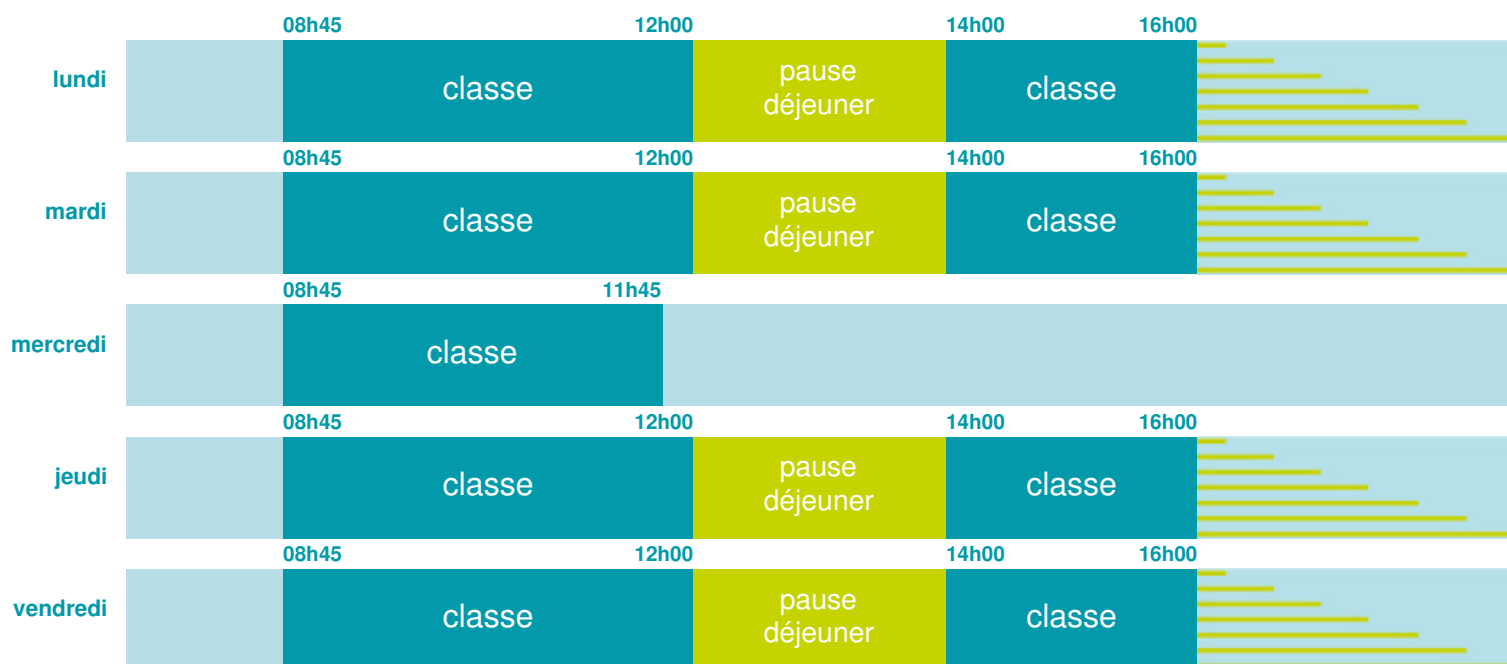 08h45 12h00 14h00 16h00
lundi classe pause déjeuner classe
08h45 12h00 14h00 16h00
mardi classe pause déjeuner classe
08h45 11h45
mercredi classe
08h45 12h00 14h00 16h00
jeudi classe pause déjeuner classe
08h45 12h00 14h00 16h00
vendredi classe pause déjeuner classe